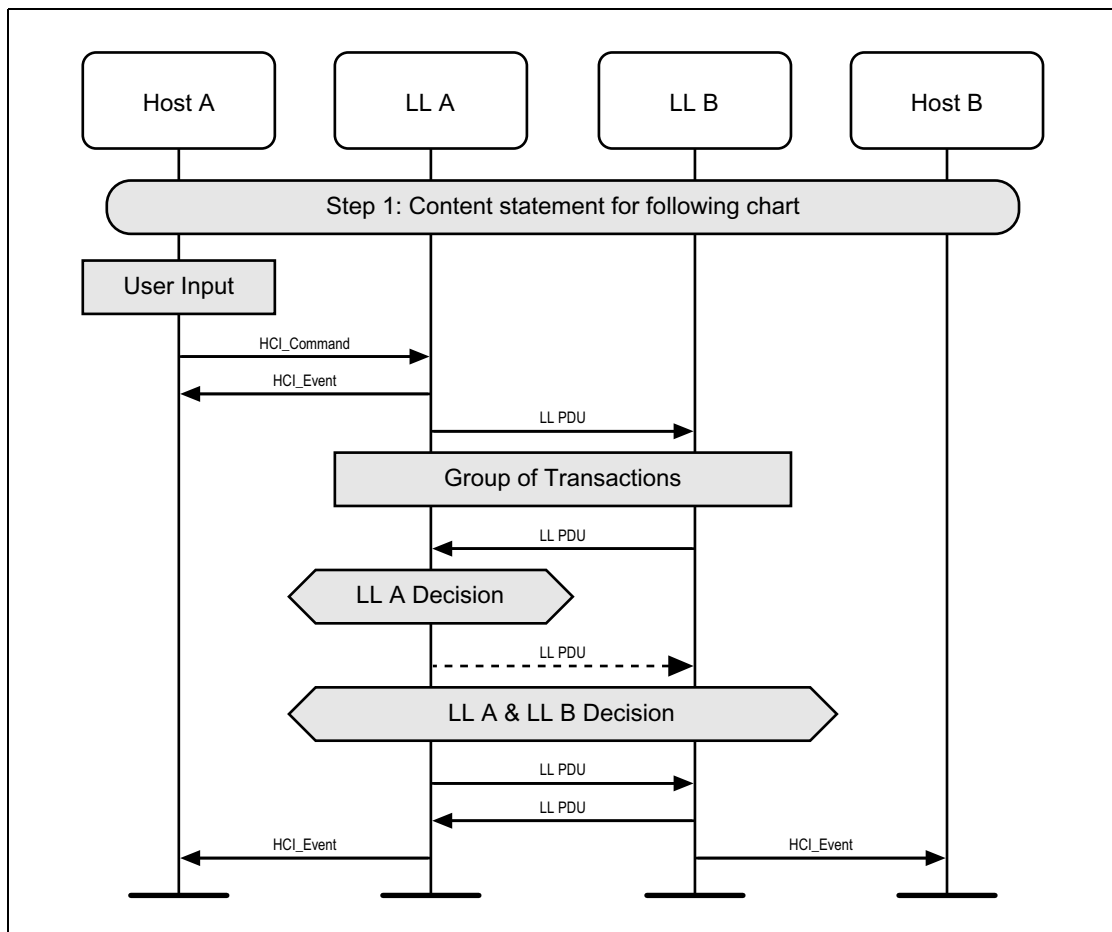 Host A
LL A
LL B
Host B
Step 1: Content statement for following chart
User Input
HCI_Command
HCI_Event
LL PDU
Group of Transactions
LL PDU
LL A Decision
LL PDU
LL A & LL B Decision
LL PDU
LL PDU
HCI_Event
HCI_Event